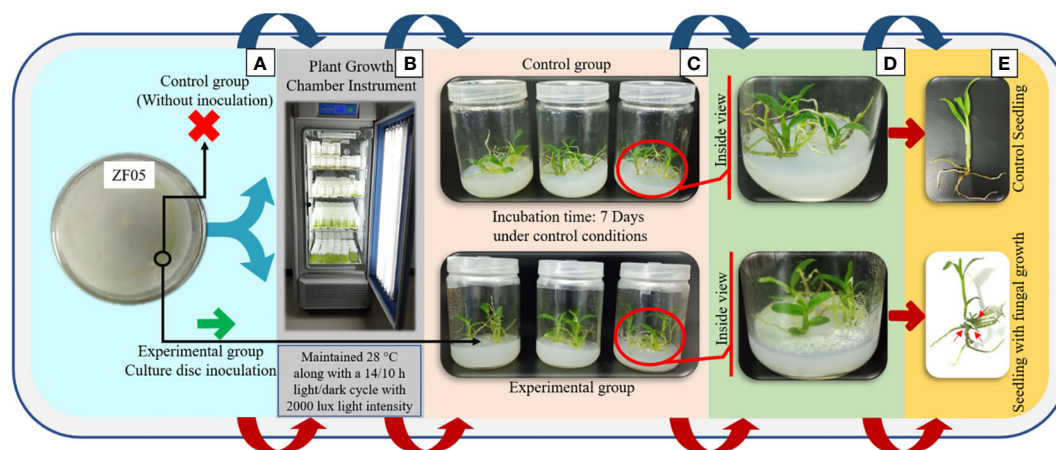 A
B
C
D
E
Control group
(Without inoculation)
ZF05
Experimental group
Culture disc inoculation
Plant Growth
Chamber Instrument
Maintained 28 °C
along with a 14/10 h
light/dark cycle with
2000 lux light intensity
Control group
Incubation time: 7 Days
under control conditions
Experimental group
Inside view
Inside view
Control Seedling
Seedling with fungal growth